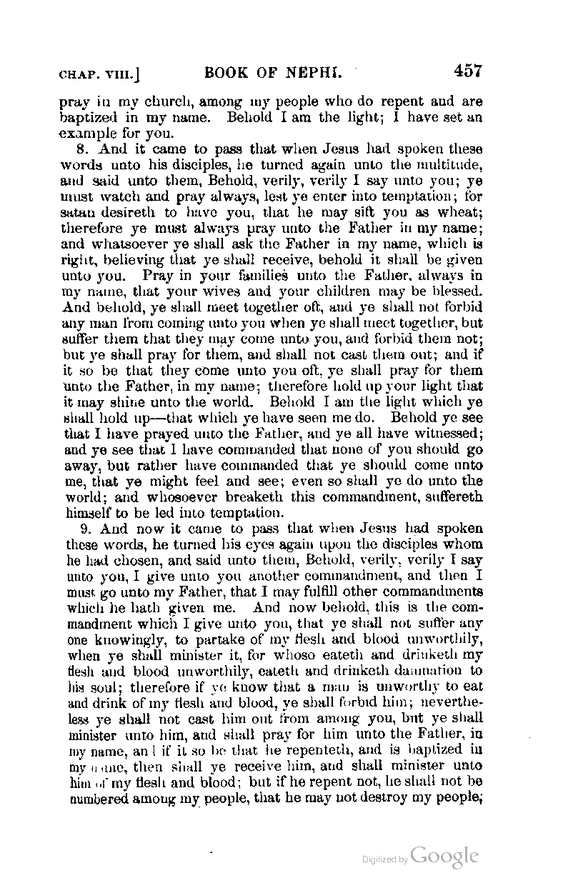 CHAP. VIII.] BOOK OF NEPHI. 457
pray in my church, among my people who do repent and are
baptized in my name. Behold I am the light; I have set an
example for you.
8. And it came to pass that when Jesus had spoken these
words unto his disciples, he turned again unto the multitude,
and said unto them, Behold, verily, verily I say unto you; ye
must watch and pray always, lest ye enter into temptation; for
satan desireth to have you, that he may sift you as wheat;
therefore ye must always pray unto the Father in my name;
and whatsoever ye shall ask the Father in my name, which is
right, believing that ye shall receive, behold it shall be given
unto you. Pray in your families unto the Father, always in
my name, that your wives and your children may be blessed.
And behold, ye shall meet together oft, and ye shall not forbid
any man from coming unto you when ye shall meet together, but
suffer them that they may come unto you, and forbid them not;
but ye shall pray for them, and shall not cast them out; and if
it so be that they come unto you oft, ye shall pray for them
unto the Father, in my name; therefore hold up your light that
it may shine unto the world. Behold I am the light which ye
shall hold up—that which ye have seen me do. Behold ye see
that I have prayed unto the Father, and ye all have witnessed;
and ye see that I have commanded that none of you should go
away, but rather have commanded that ye should come unto
me, that ye might feel and see; even so shall ye do unto the
world; and whosoever breaketh this commandment, suffereth
himself to be led into temptation.
9. And now it came to pass that when Jesus had spoken
these words, he turned his eyes again upon the disciples whom
he had chosen, and said unto them, Behold, verily, verily I say
unto you, I give unto you another commandment, and then I
must go unto my Father, that I may fulfill other commandments
which he hath given me. And now behold, this is the com-
mandment which I give unto you, that ye shall not suffer any
one knowingly, to partake of my flesh and blood unworthily,
when ye shall minister it, for whoso eateth and drinketh my
flesh and blood unworthily, eateth and drinketh damnation to
his soul; therefore if ye know that a man is unworthy to eat
and drink of my flesh and blood, ye shall forbid him; neverthe-
less ye shall not cast him out from among you, but ye shall
minister unto him, and shall pray for him unto the Father, in
my name, and if it so be that he repenteth, and is baptized in
my name, then shall ye receive him, and shall minister unto
him of my flesh and blood; but if he repent not, he shall not be
numbered among my people, that he may not destroy my people;
Digitized by Google